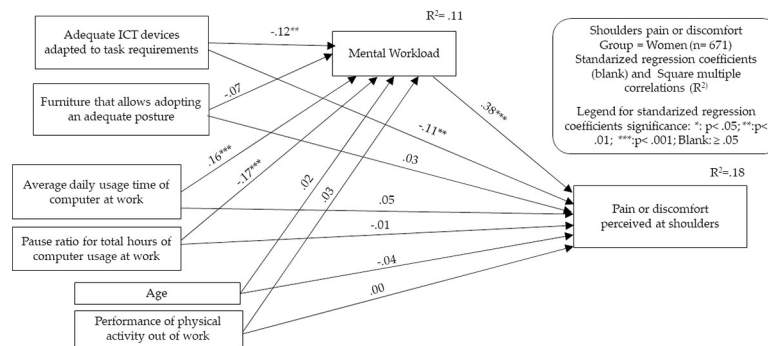 R²= .11
Adequate ICT devices
adapted to task requirements
-.12**
Mental Workload
Shoulders pain or discomfort
Group = Women (n= 671)
Standarized regression coefficients
(blank) and Square multiple
correlations (R²)
Legend for standarized regression
coefficients significance: *: p< .05; **:p<
.01; ***:p< .001; Blank: ≥ .05
-.07
Furniture that allows adopting
an adequate posture
.38***
-.11**
.16***
-.17***
.03
R²=.18
Average daily usage time of
computer at work
.02
.03
.05
Pain or discomfort
perceived at shoulders
Pause ratio for total hours of
computer usage at work
-.01
-.04
Age
.00
Performance of physical
activity out of work